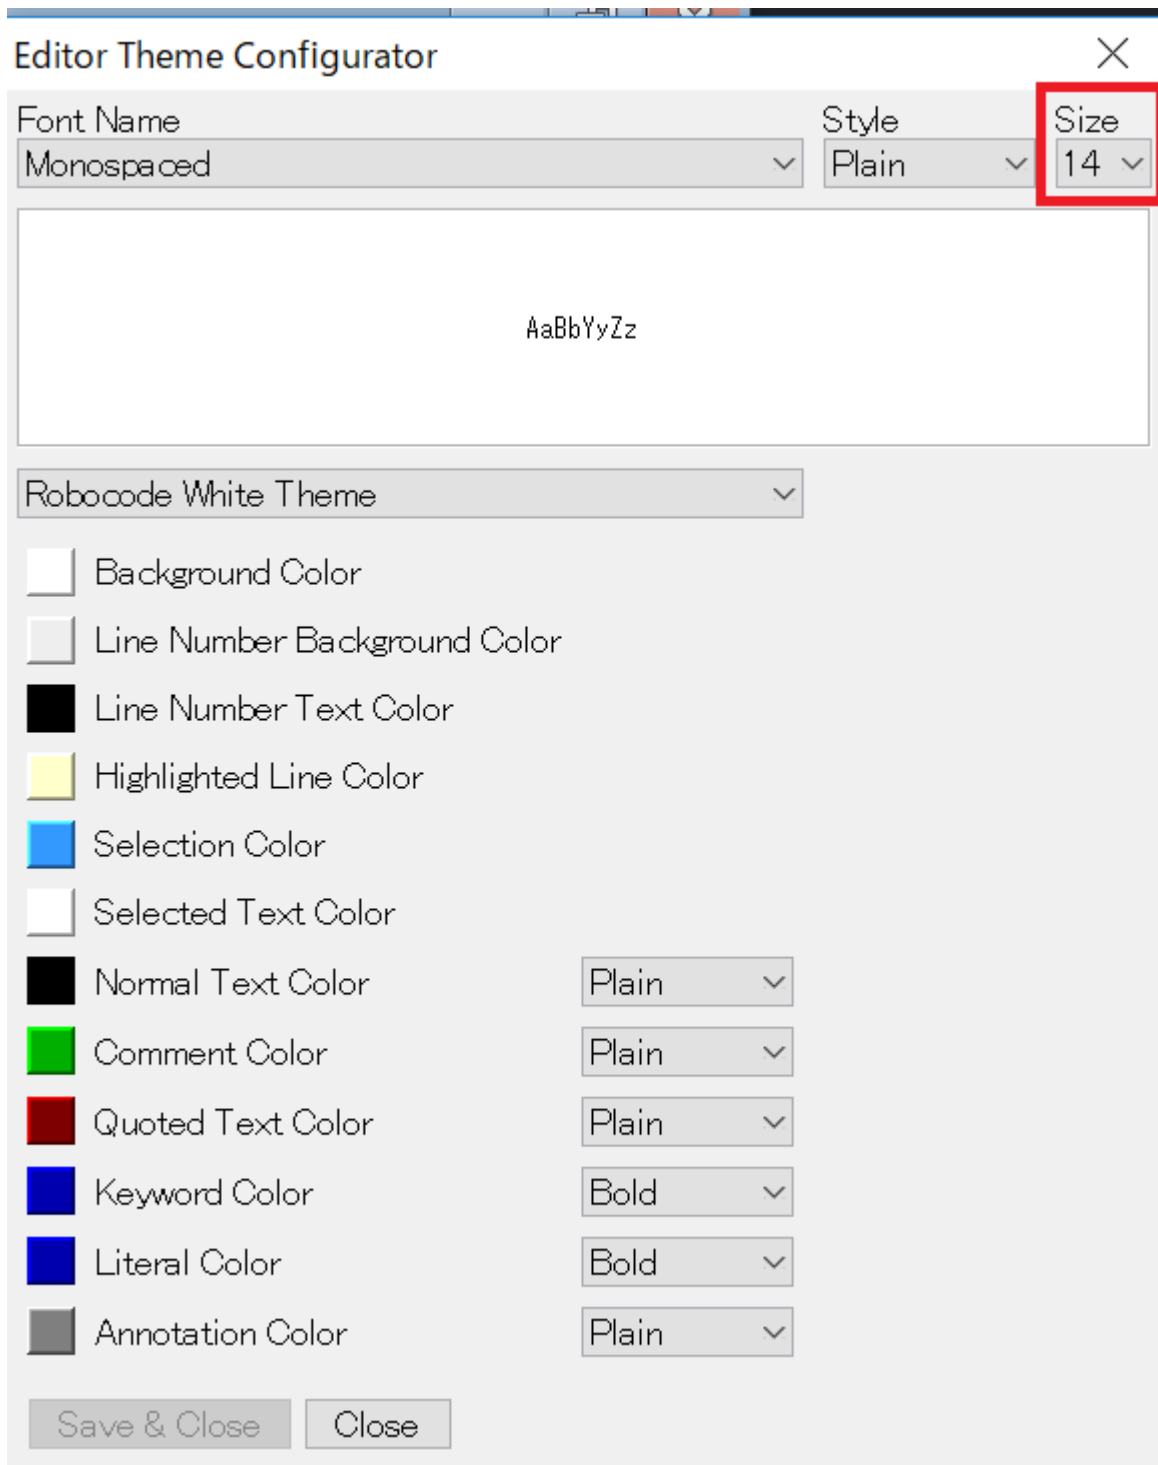 Editor Theme Configurator
Font Name Style Size
Monospaced Plain 14
AaBbYyZz
Robocode White Theme
Background Color
Line Number Background Color
Line Number Text Color
Highlighted Line Color
Selection Color
Selected Text Color
Normal Text Color Plain
Comment Color Plain
Quoted Text Color Plain
Keyword Color Bold
Literal Color Bold
Annotation Color Plain
Save & Close Close